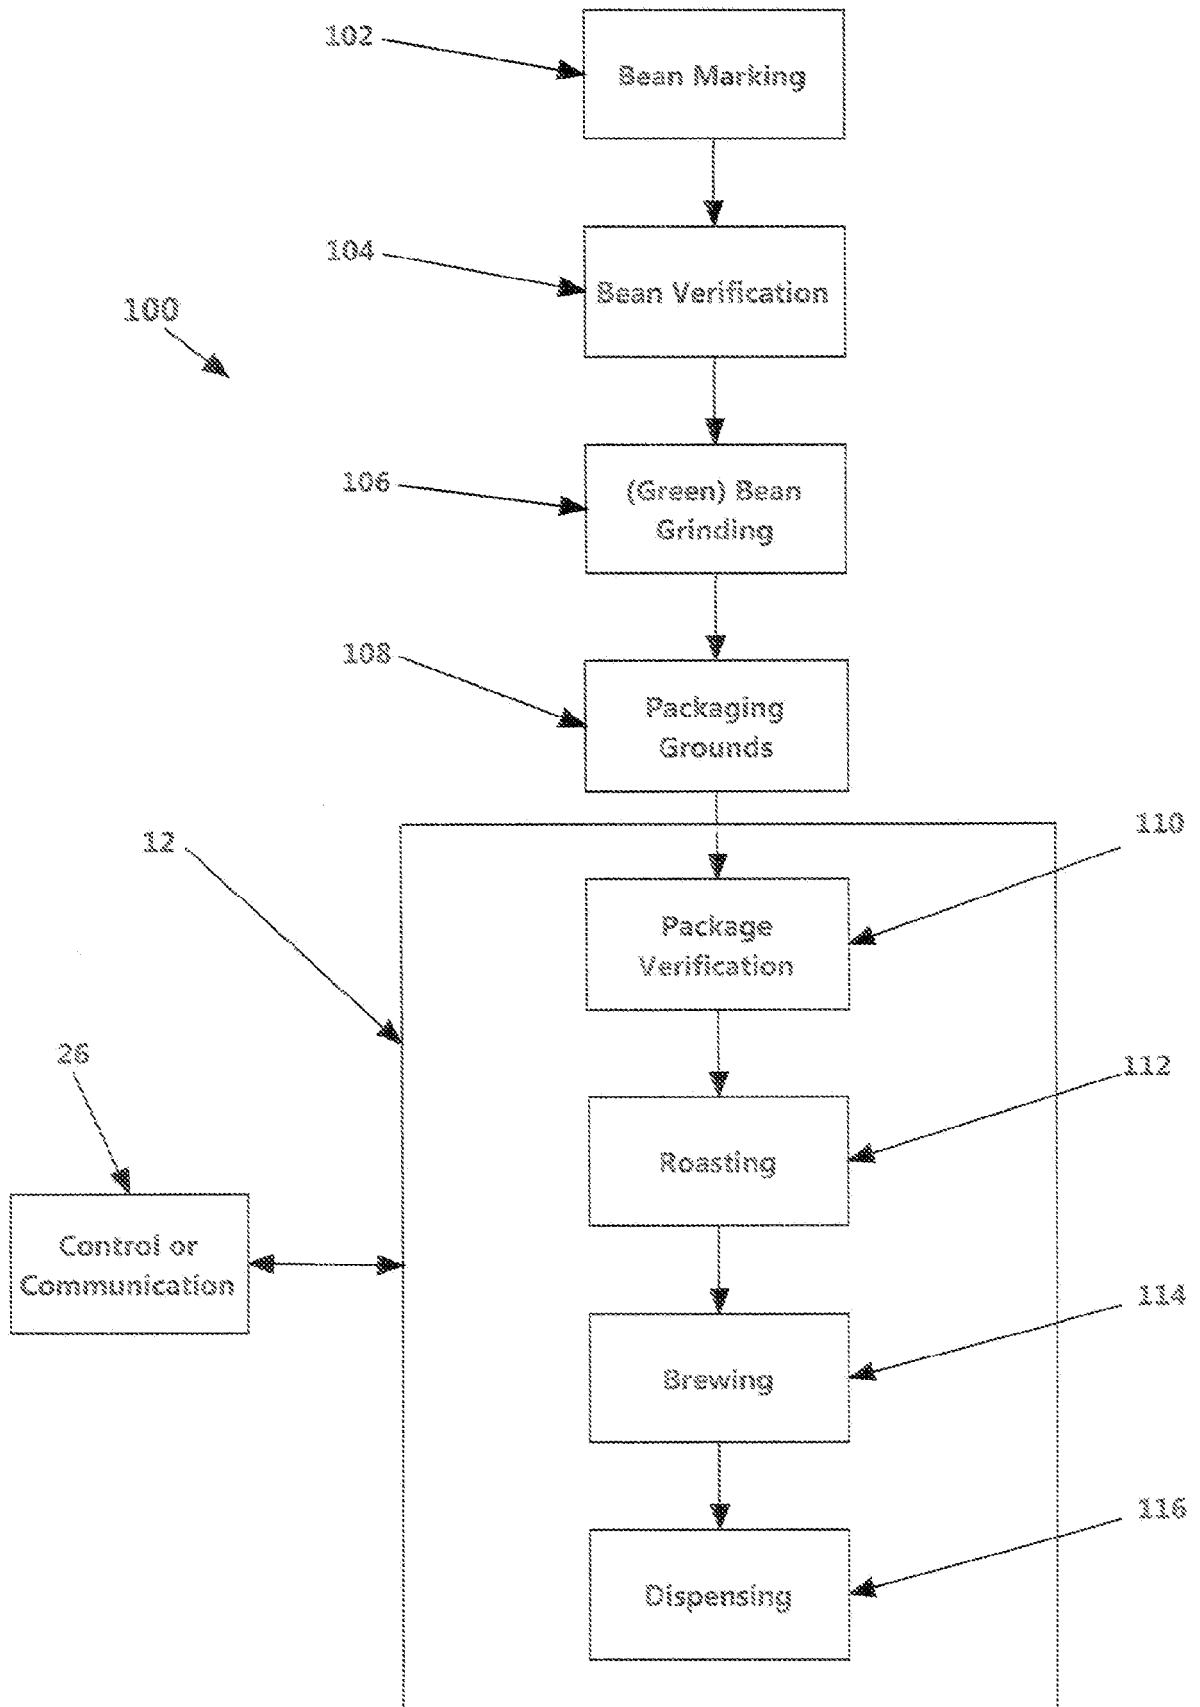 102
Bean Marking
104
Bean Verification
100
106
(Green) Bean
Grinding
108
Packaging
Grounds
12
110
Package
Verification
26
112
Roasting
Control or
Communication
114
Brewing
116
Dispensing